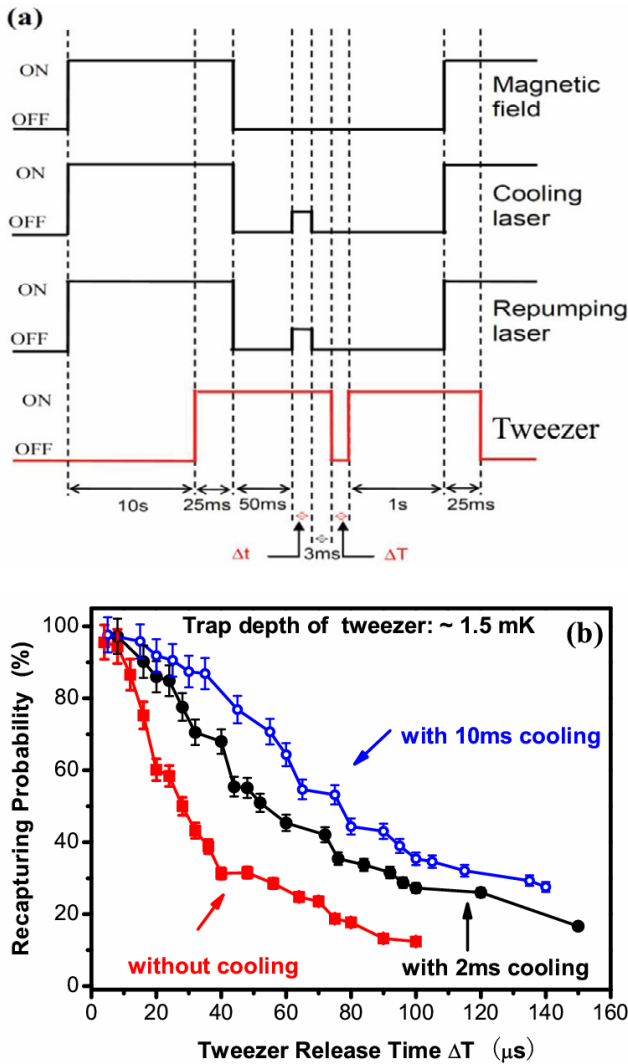 (a)
ON
OFF
Magnetic
field
ON
OFF
Cooling
laser
ON
OFF
Repumping
laser
ON
OFF
Tweezer
10s
25ms
50ms
1s
25ms
Δt
3ms
ΔT
Trap depth of tweezer: ~ 1.5 mK
(b)
with 10ms cooling
without cooling
with 2ms cooling
Recapturing Probability (%)
100
80
60
40
20
0
0 20 40 60 80 100 120 140 160
Tweezer Release Time ΔT (μs)